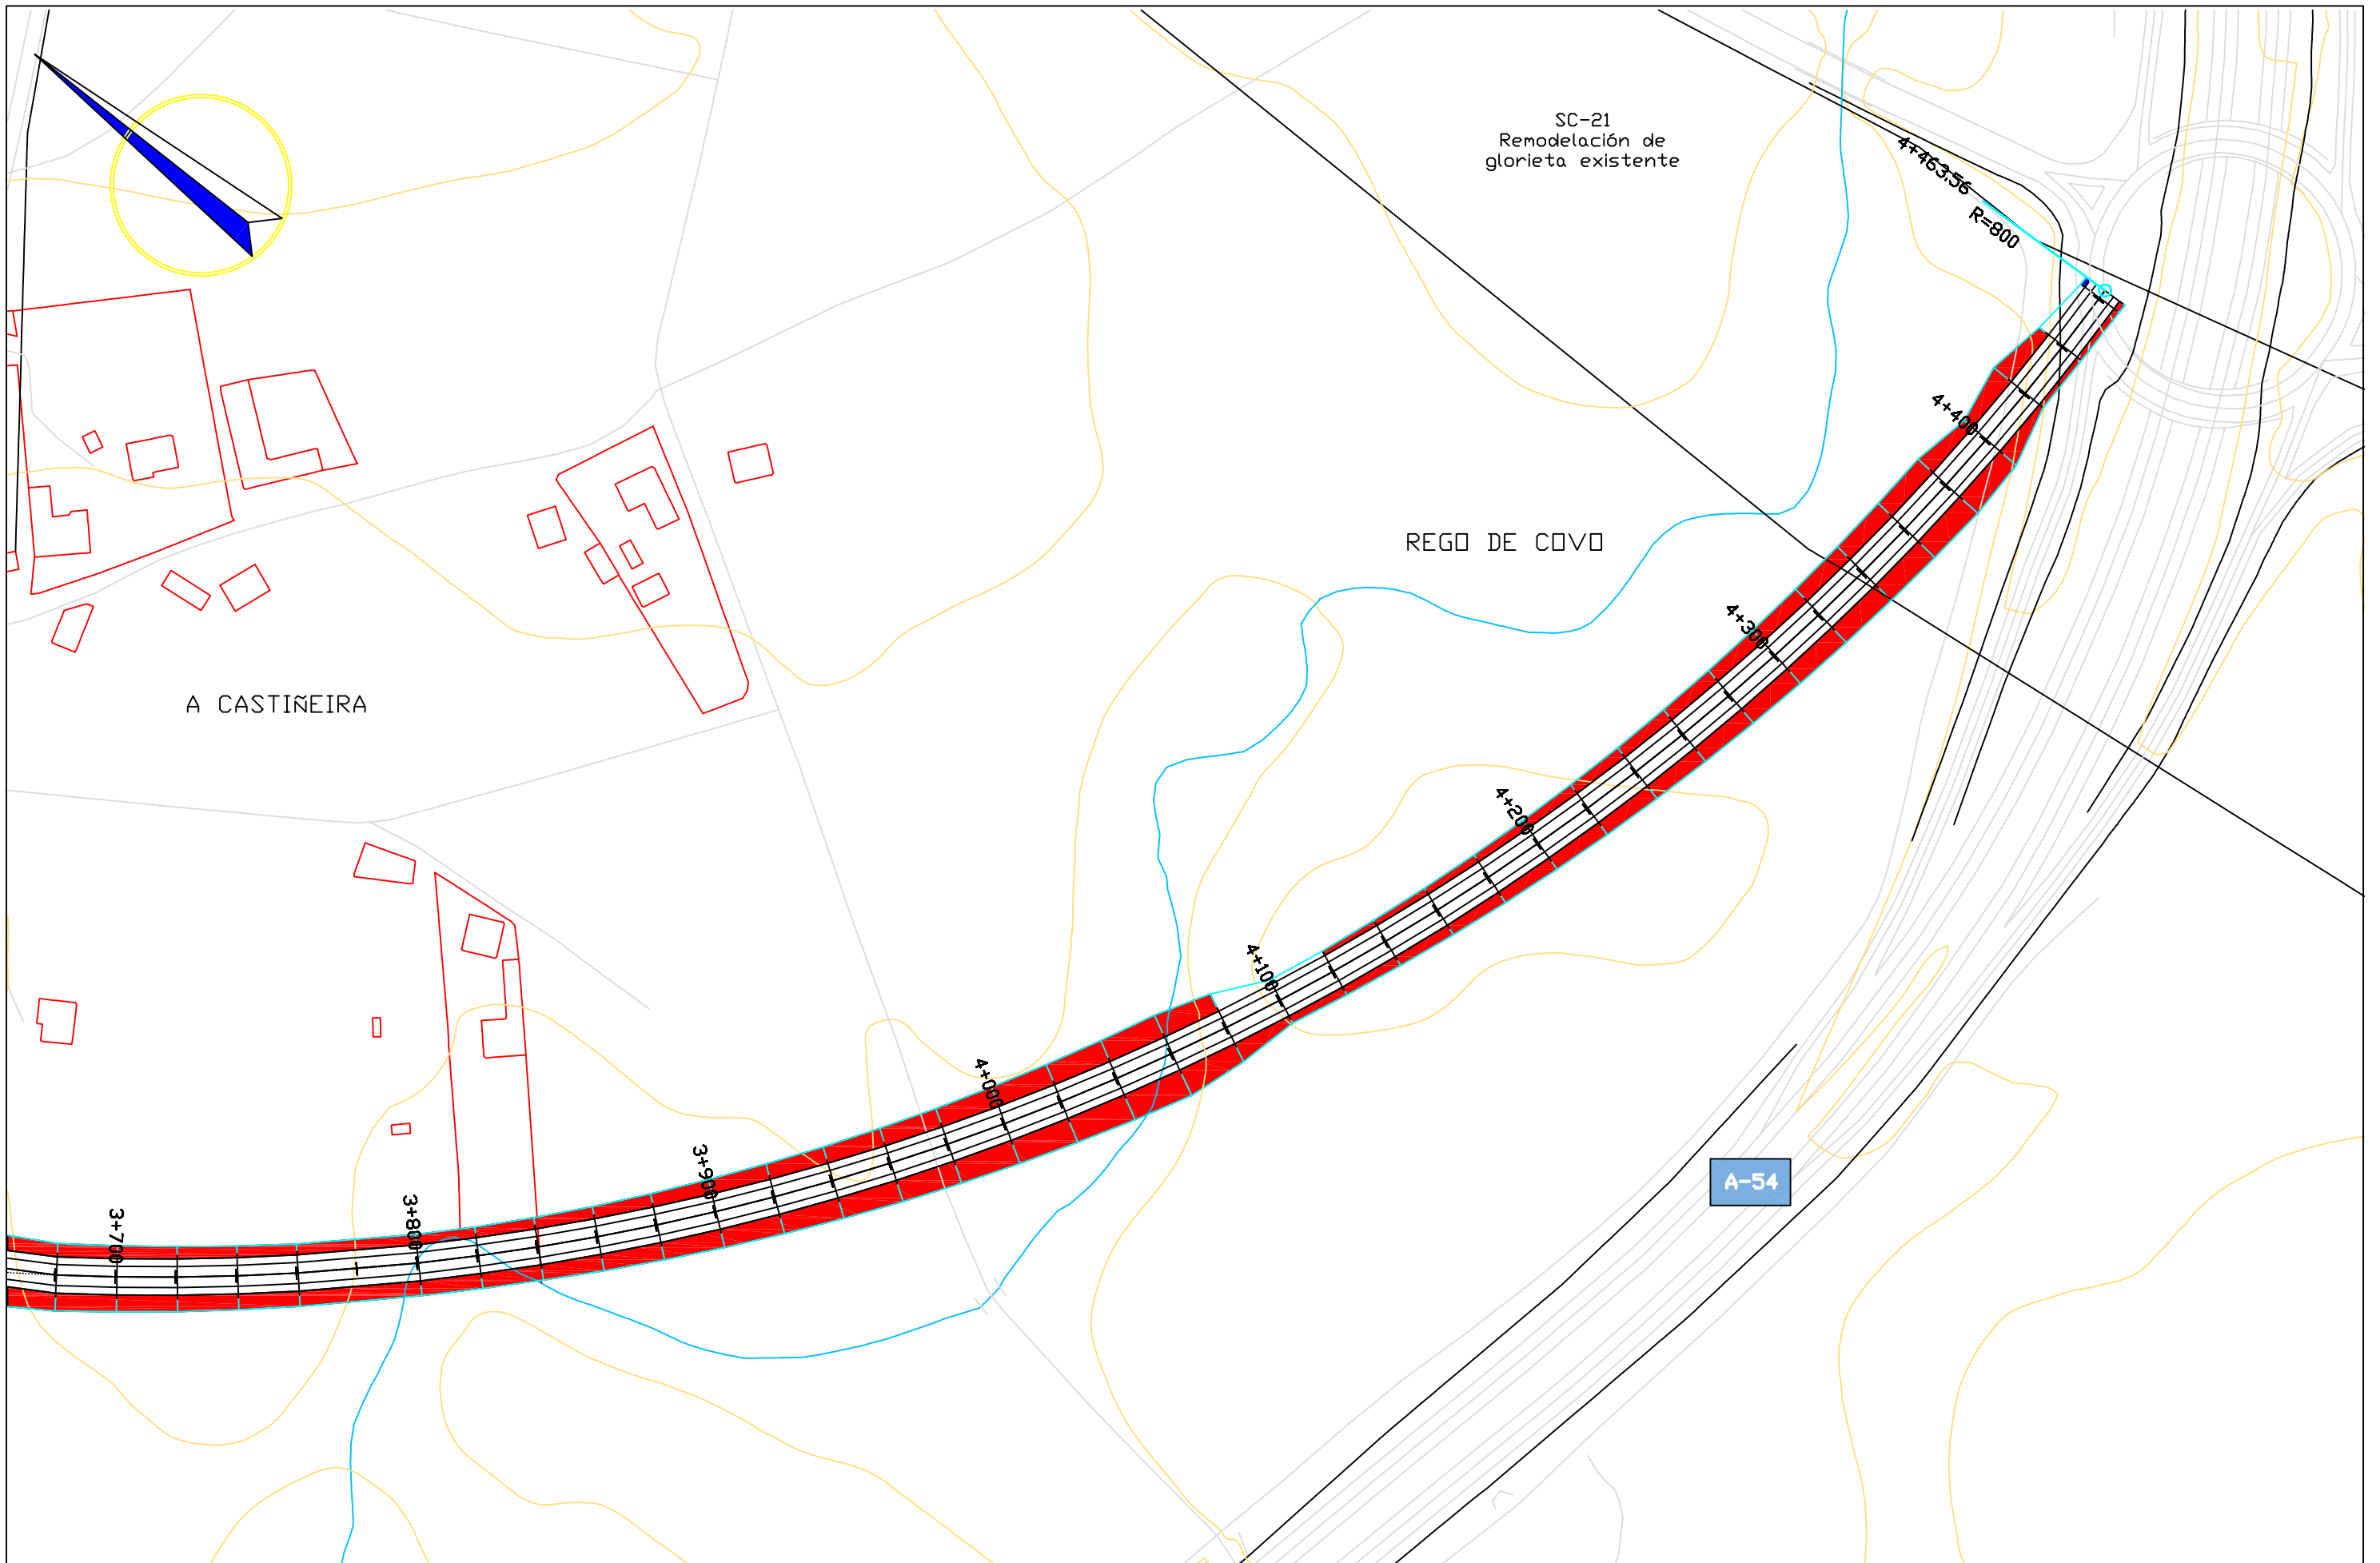 SC-21
Remodelación de
glorieta existente
4+463.56
R=800
4+400
REGO DE COVO
4+300
A CASTIÑEIRA
4+200
4+100
4+000
3+900
A-54
3+800
3+700